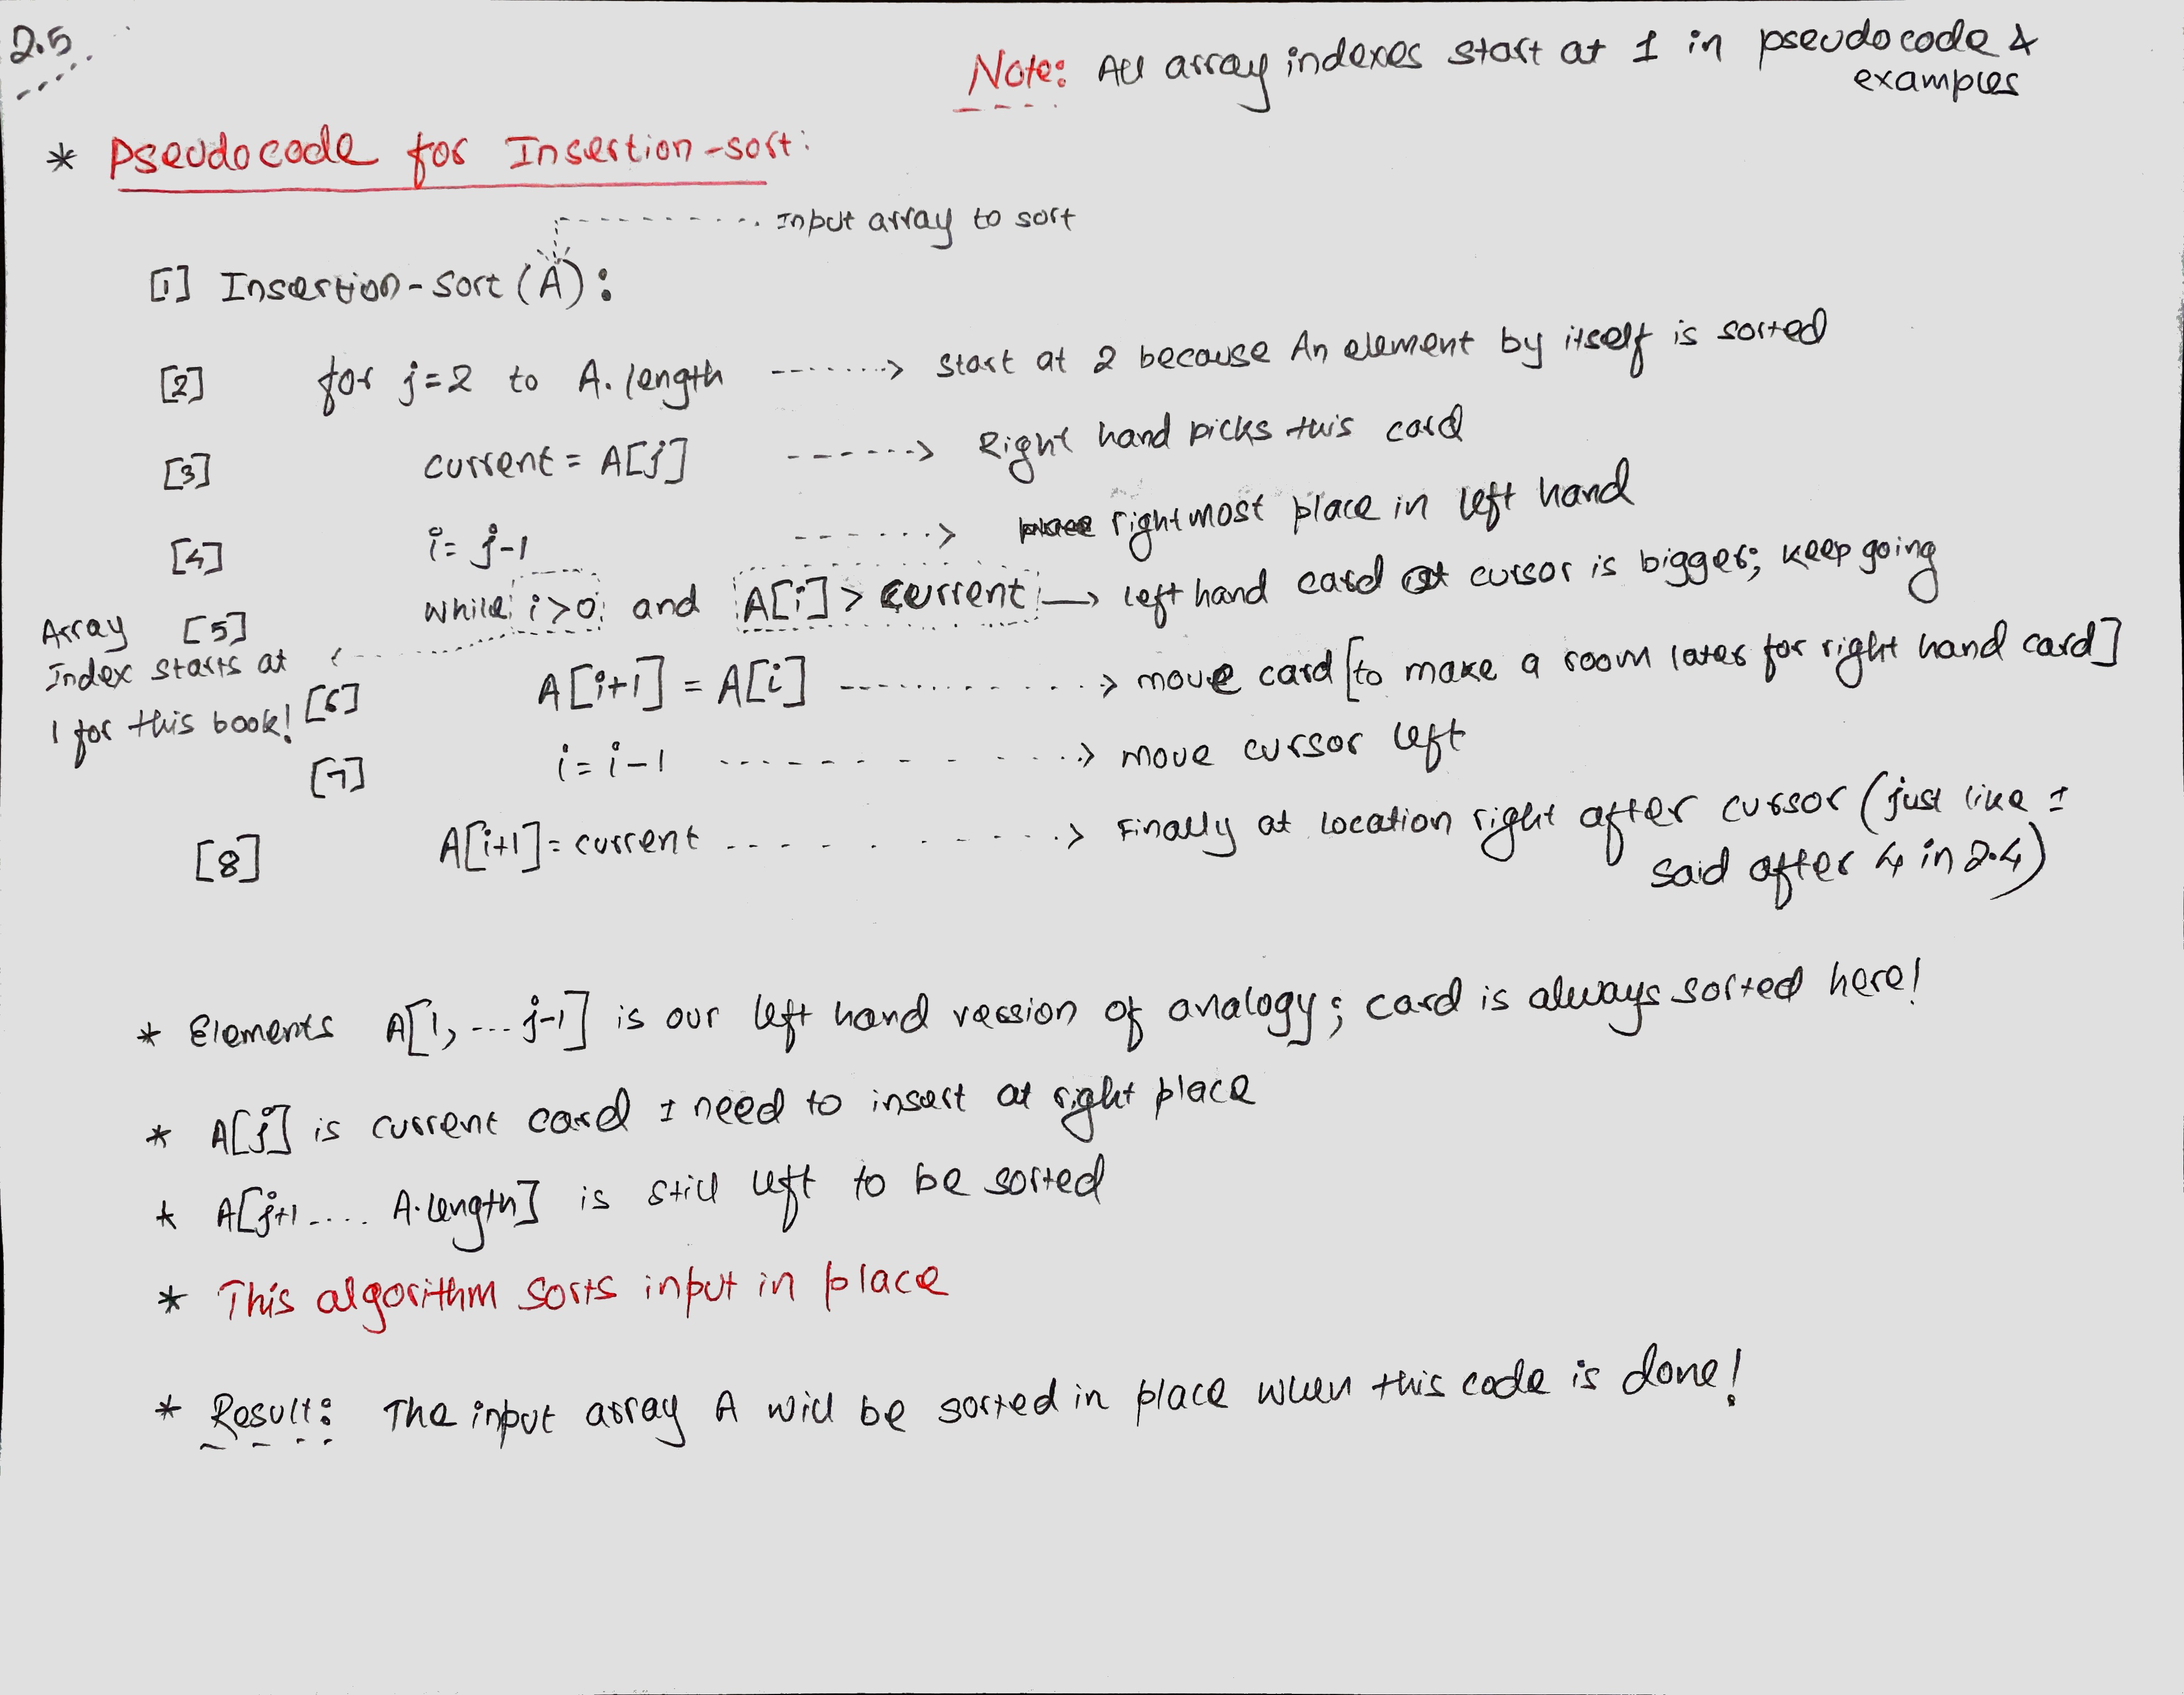 2.5
Note: All array indexes start at 1 in pseudocode &
examples
* Pseudocode for Insertion-sort:
Input array to sort
[1] Insertion-sort (A):
[2] for j=2 to A.length -------> start at 2 because An element by itself is sorted
[3] current = A[j] ------> Right hand picks this card
[4] i= j-1 ------> rightmost place in left hand
[5] while i>0 and A[i] > current —> left hand card at cursor is bigger; keep going
Array
Index starts at
1 for this book!
[6] A[i+1] = A[i] ------------> move card [to make a room later for right hand card]
[7] i= i-1 ------------> move cursor left
[8] A[i+1]= current ------------> Finally at location right after cursor (just like I
said after 4 in 2.4)
* Elements A[1, ... j-1] is our left hand version of analogy; card is always sorted here!
* A[j] is current card I need to insert at right place
* A[j+1 .... A.length] is still left to be sorted
* This algorithm sorts input in place
* Result: The input array A will be sorted in place when this code is done!